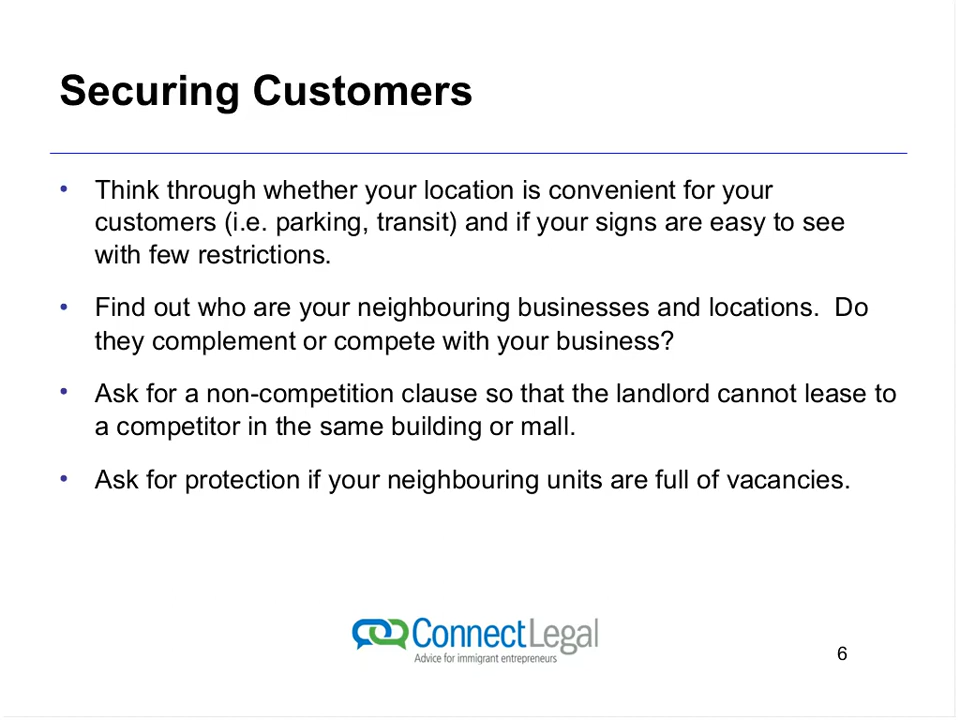 Securing Customers
• Think through whether your location is convenient for your
customers (i.e. parking, transit) and if your signs are easy to see
with few restrictions.
• Find out who are your neighbouring businesses and locations.  Do
they complement or compete with your business?
• Ask for a non-competition clause so that the landlord cannot lease to
a competitor in the same building or mall.
• Ask for protection if your neighbouring units are full of vacancies.
ConnectLegal
Advice for immigrant entrepreneurs
6